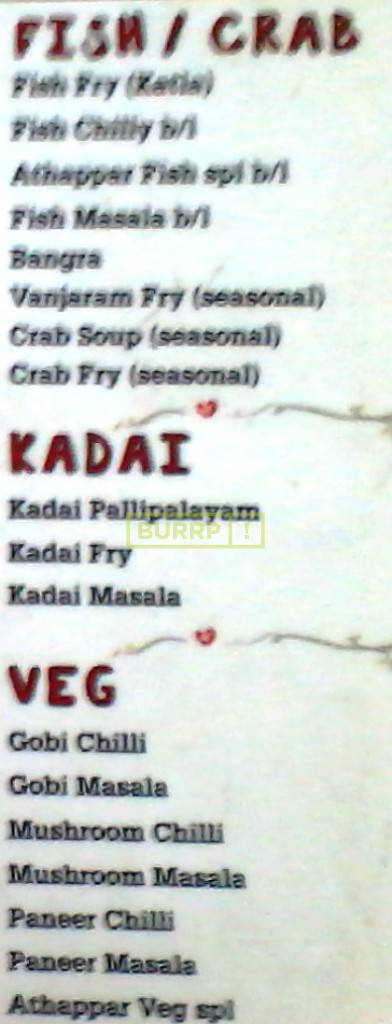 FISH / CRAB
Fish Fry (Katla)
Fish Chilly b/l
Athappar Fish spl b/l
Fish Masala b/l
Bangra
Vanjaram Fry (seasonal)
Crab Soup (seasonal)
Crab Fry (seasonal)
KADAI
Kadai Pallipalayam
BURRP!
Kadai Fry
Kadai Masala
VEG
Gobi Chilli
Gobi Masala
Mushroom Chilli
Mushroom Masala
Paneer Chilli
Paneer Masala
Athappar Veg spl